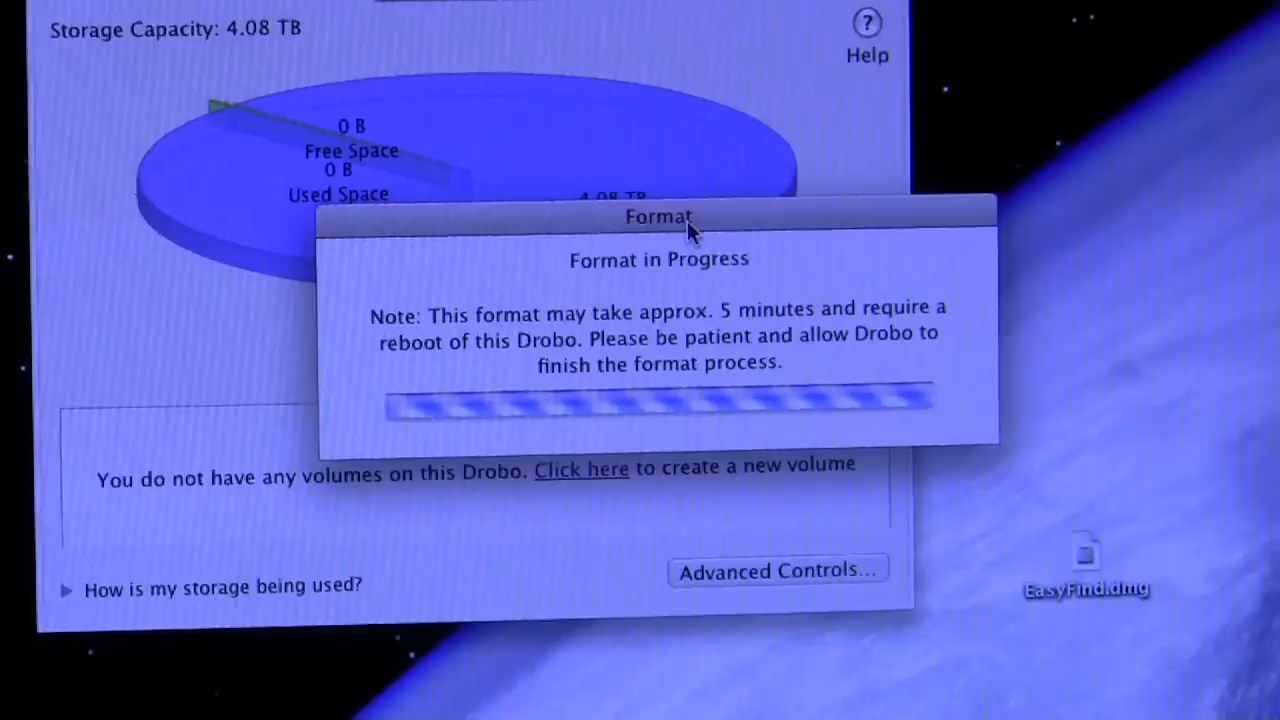 Storage Capacity: 4.08 TB
?
Help
0 B
Free Space
0 B
Used Space
4.08 TB
Format
Format in Progress
Note: This format may take approx. 5 minutes and require a
reboot of this Drobo. Please be patient and allow Drobo to
finish the format process.
You do not have any volumes on this Drobo. Click here to create a new volume
How is my storage being used?
Advanced Controls...
EasyFind.dmg